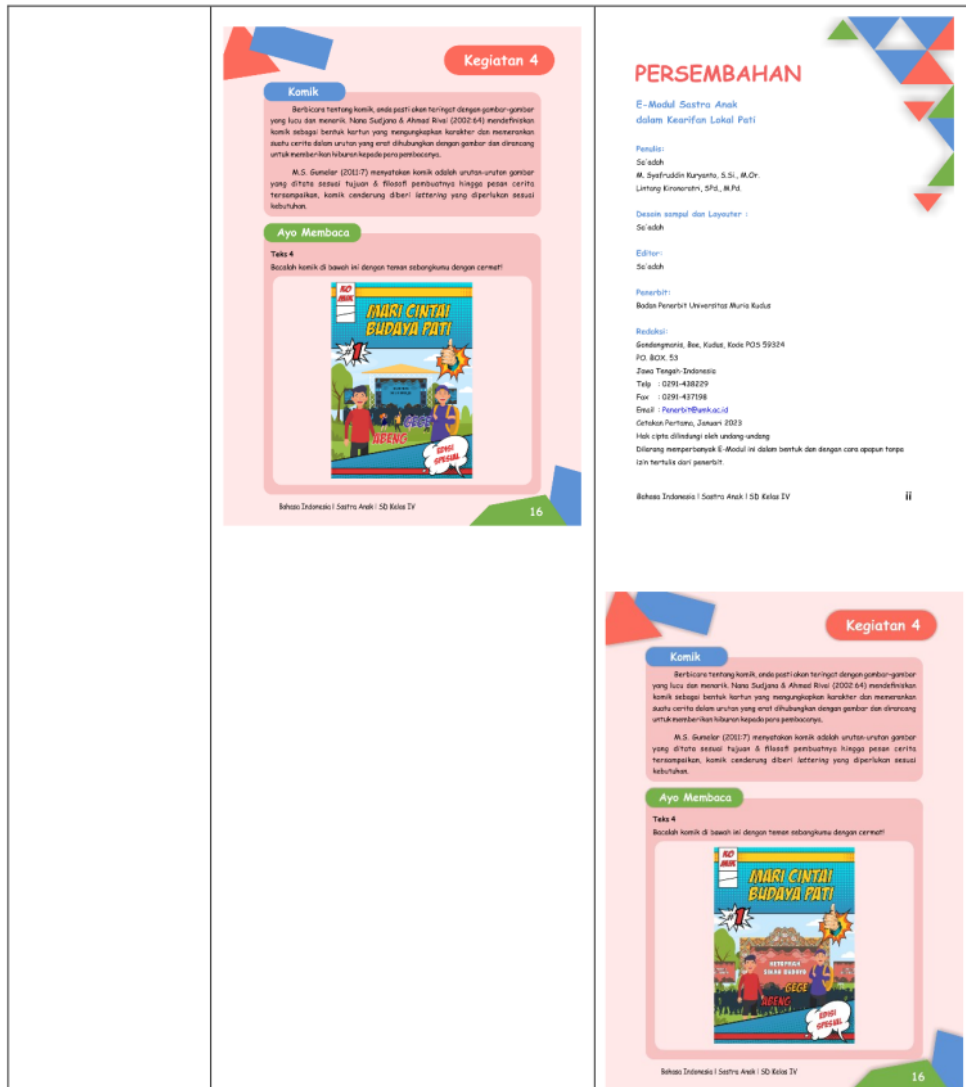 Kegiatan 4
Komik
Berbicara tentang komik, anda pasti akan teringat dengan gambar-gambar
yang lucu dan menarik. Nana Sudjana & Ahmad Rivai (2002:64) mendefiniskan
komik sebagai bentuk kartun yang mengungkapkan karakter dan memerankan
suatu cerita dalam urutan yang erat dihubungkan dengan gambar dan dirancang
untuk memberikan hiburan kepada para pembacanya.
M.S. Gumelar (2011:7) menyatakan komik adalah urutan-urutan gambar
yang ditata sesuai tujuan & filosofi pembuatnya hingga pesan cerita
tersampaikan, komik cenderung diberi lettering yang diperlukan sesuai
kebutuhan.
Ayo Membaca
Teks 4
Bacalah komik di bawah ini dengan teman sebangkumu dengan cermat!
KO
MIK
MARI CINTAI
BUDAYA PATI
#1
GEGE
ABENG
EDISI
SPESIAL
Bahasa Indonesia | Sastra Anak | SD Kelas IV
16
PERSEMBAHAN
E-Modul Sastra Anak
dalam Kearifan Lokal Pati
Penulis:
Sa'adah
M. Syafruddin Kuryanto, S.Si., M.Or.
Lintang Kironoratri, SPd., M.Pd.
Desain sampul dan Layouter :
Sa'adah
Editor:
Sa'adah
Penerbit:
Badan Penerbit Universitas Muria Kudus
Redaksi:
Gondangmanis, Bae, Kudus, Kode POS 59324
PO. BOX. 53
Jawa Tengah-Indonesia
Telp : 0291-438229
Fax : 0291-437198
Email : Penerbit@umk.ac.id
Cetakan Pertama, Januari 2023
Hak cipta dilindungi oleh undang-undang
Dilarang memperbanyak E-Modul ini dalam bentuk dan dengan cara apapun tanpa
izin tertulis dari penerbit.
Bahasa Indonesia | Sastra Anak | SD Kelas IV
ii
Kegiatan 4
Komik
Berbicara tentang komik, anda pasti akan teringat dengan gambar-gambar
yang lucu dan menarik. Nana Sudjana & Ahmad Rivai (2002:64) mendefiniskan
komik sebagai bentuk kartun yang mengungkapkan karakter dan memerankan
suatu cerita dalam urutan yang erat dihubungkan dengan gambar dan dirancang
untuk memberikan hiburan kepada para pembacanya.
M.S. Gumelar (2011:7) menyatakan komik adalah urutan-urutan gambar
yang ditata sesuai tujuan & filosofi pembuatnya hingga pesan cerita
tersampaikan, komik cenderung diberi lettering yang diperlukan sesuai
kebutuhan.
Ayo Membaca
Teks 4
Bacalah komik di bawah ini dengan teman sebangkumu dengan cermat!
KO
MIK
MARI CINTAI
BUDAYA PATI
#1
KETOPRAK
BUDAYA
GEGE
ABENG
EDISI
SPESIAL
Bahasa Indonesia | Sastra Anak | SD Kelas IV
16